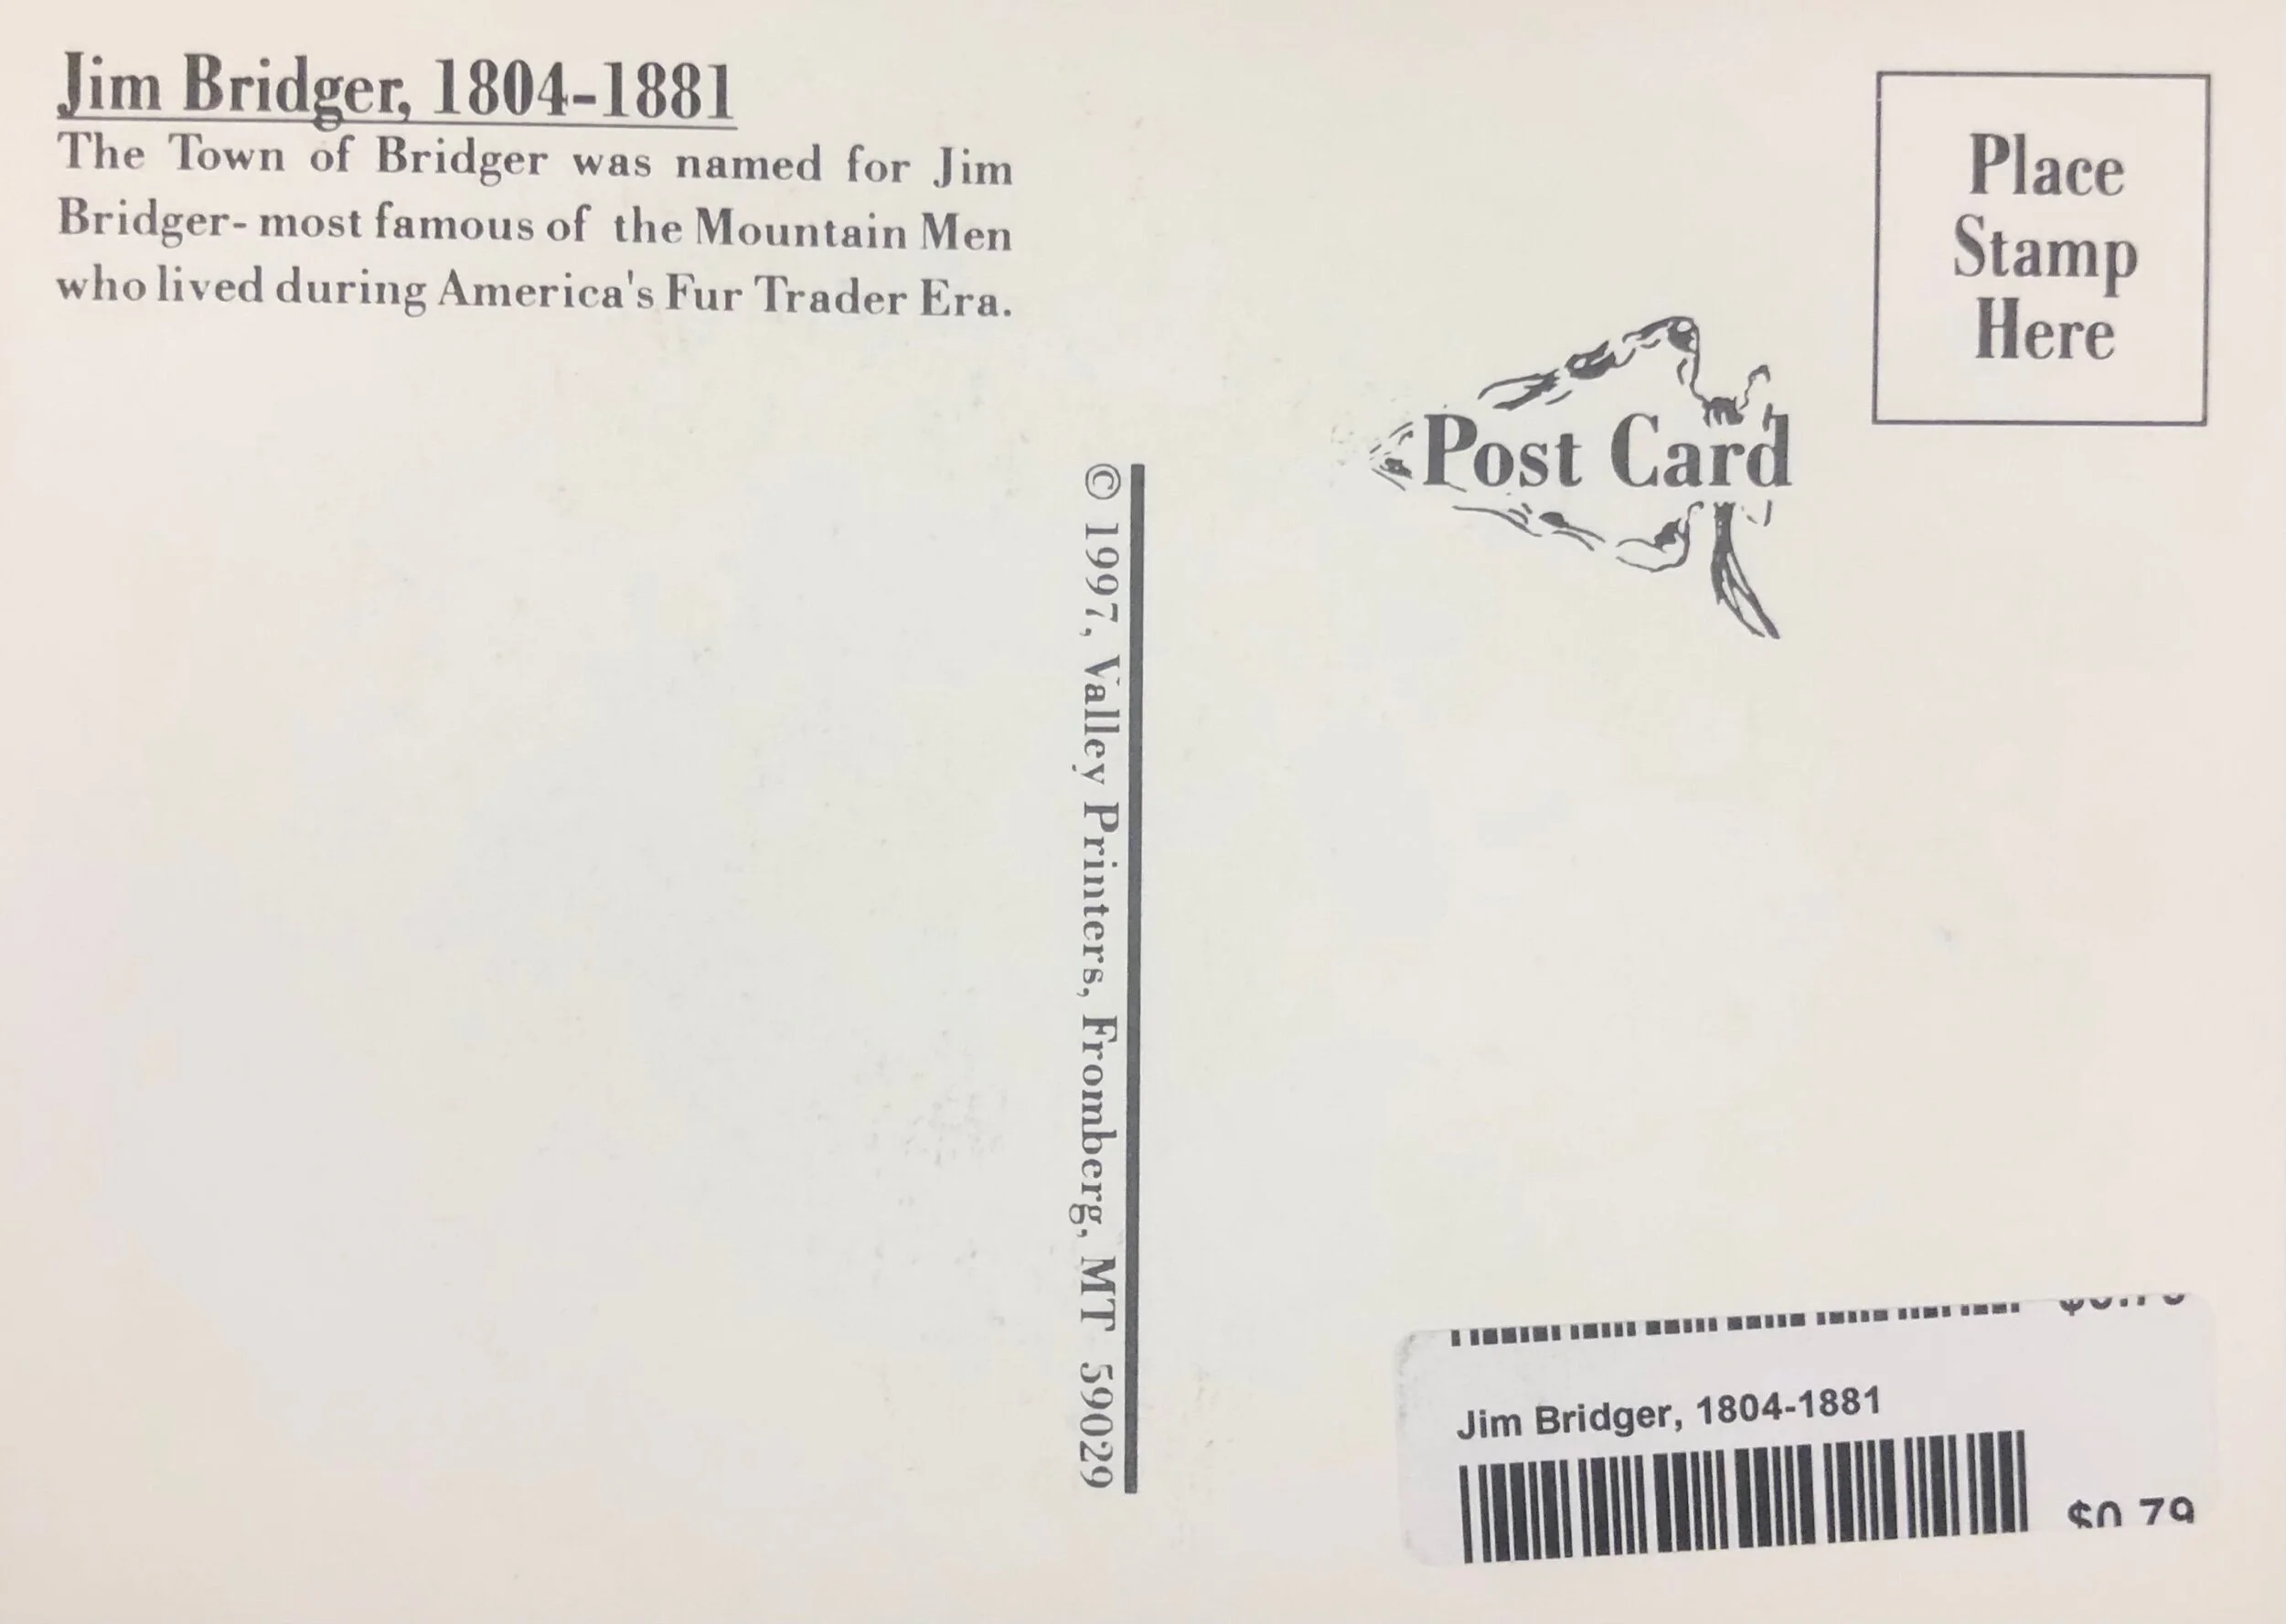 Jim Bridger, 1804-1881
The Town of Bridger was named for Jim
Bridger- most famous of the Mountain Men
who lived during America's Fur Trader Era.
Place
Stamp
Here
Post Card
© 1997, Valley Printers, Fromberg, MT 59029
Jim Bridger, 1804-1881
$0.79